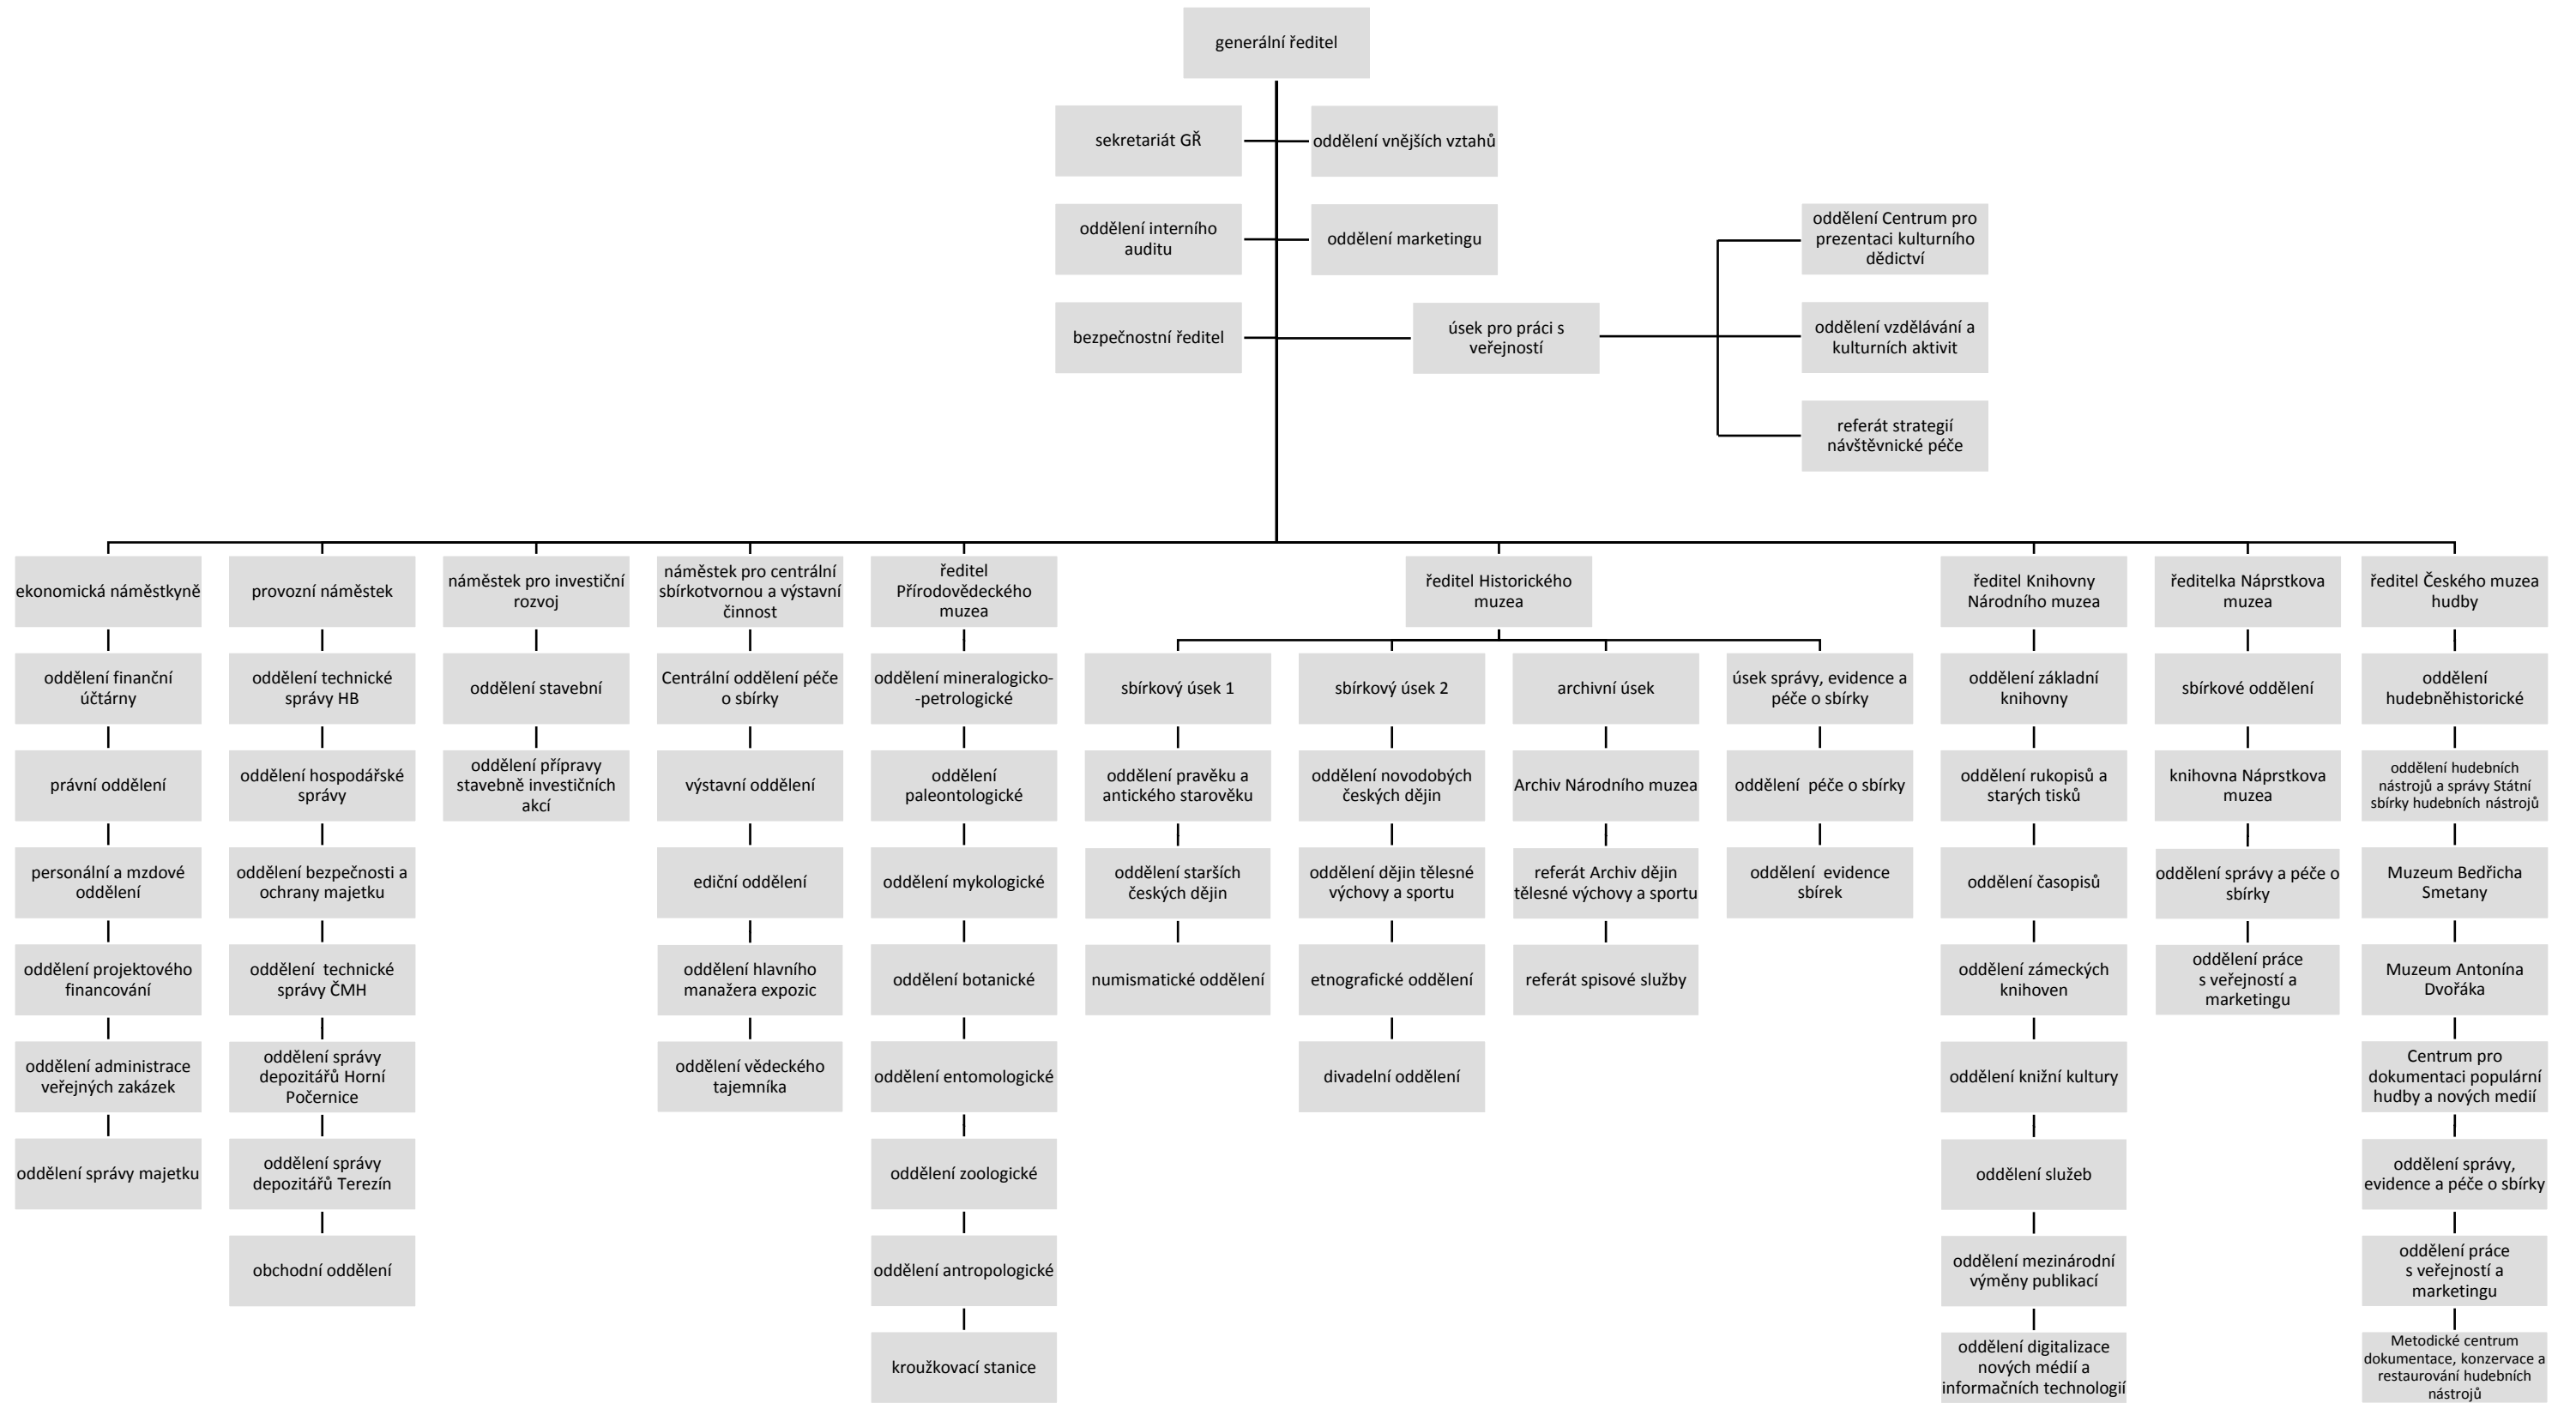 generální ředitel
sekretariát GŘ
oddělení vnějších vztahů
oddělení interního
auditu
oddělení marketingu
bezpečnostní ředitel
úsek pro práci s
veřejností
oddělení Centrum pro
prezentaci kulturního
dědictví
oddělení vzdělávání a
kulturních aktivit
referát strategií
návštěvnické péče
ekonomická náměstkyně
oddělení finanční
účtárny
právní oddělení
personální a mzdové
oddělení
oddělení projektového
financování
oddělení administrace
veřejných zakázek
oddělení správy majetku
provozní náměstek
oddělení technické
správy HB
oddělení hospodářské
správy
oddělení bezpečnosti a
ochrany majetku
oddělení  technické
správy ČMH
oddělení správy
depozitářů Horní
Počernice
oddělení správy
depozitářů Terezín
obchodní oddělení
náměstek pro investiční
rozvoj
oddělení stavební
oddělení přípravy
stavebně investičních
akcí
náměstek pro centrální
sbírkotvornou a výstavní
činnost
Centrální oddělení péče
o sbírky
výstavní oddělení
ediční oddělení
oddělení hlavního
manažera expozic
oddělení vědeckého
tajemníka
ředitel
Přírodovědeckého
muzea
oddělení mineralogicko-
-petrologické
oddělení
paleontologické
oddělení mykologické
oddělení botanické
oddělení entomologické
oddělení zoologické
oddělení antropologické
kroužkovací stanice
ředitel Historického
muzea
sbírkový úsek 1
oddělení pravěku a
antického starověku
oddělení starších
českých dějin
numismatické oddělení
sbírkový úsek 2
oddělení novodobých
českých dějin
oddělení dějin tělesné
výchovy a sportu
etnografické oddělení
divadelní oddělení
archivní úsek
Archiv Národního muzea
referát Archiv dějin
tělesné výchovy a sportu
referát spisové služby
úsek správy, evidence a
péče o sbírky
oddělení  péče o sbírky
oddělení  evidence
sbírek
ředitel Knihovny
Národního muzea
oddělení základní
knihovny
oddělení rukopisů a
starých tisků
oddělení časopisů
oddělení zámeckých
knihoven
oddělení knižní kultury
oddělení služeb
oddělení mezinárodní
výměny publikací
oddělení digitalizace
nových médií a
informačních technologií
ředitelka Náprstkova
muzea
sbírkové oddělení
knihovna Náprstkova
muzea
oddělení správy a péče o
sbírky
oddělení práce
s veřejností a
marketingu
ředitel Českého muzea
hudby
oddělení
hudebněhistorické
oddělení hudebních
nástrojů a správy Státní
sbírky hudebních nástrojů
Muzeum Bedřicha
Smetany
Muzeum Antonína
Dvořáka
Centrum pro
dokumentaci populární
hudby a nových medií
oddělení správy,
evidence a péče o sbírky
oddělení práce
s veřejností a
marketingu
Metodické centrum
dokumentace, konzervace a
restaurování hudebních
nástrojů